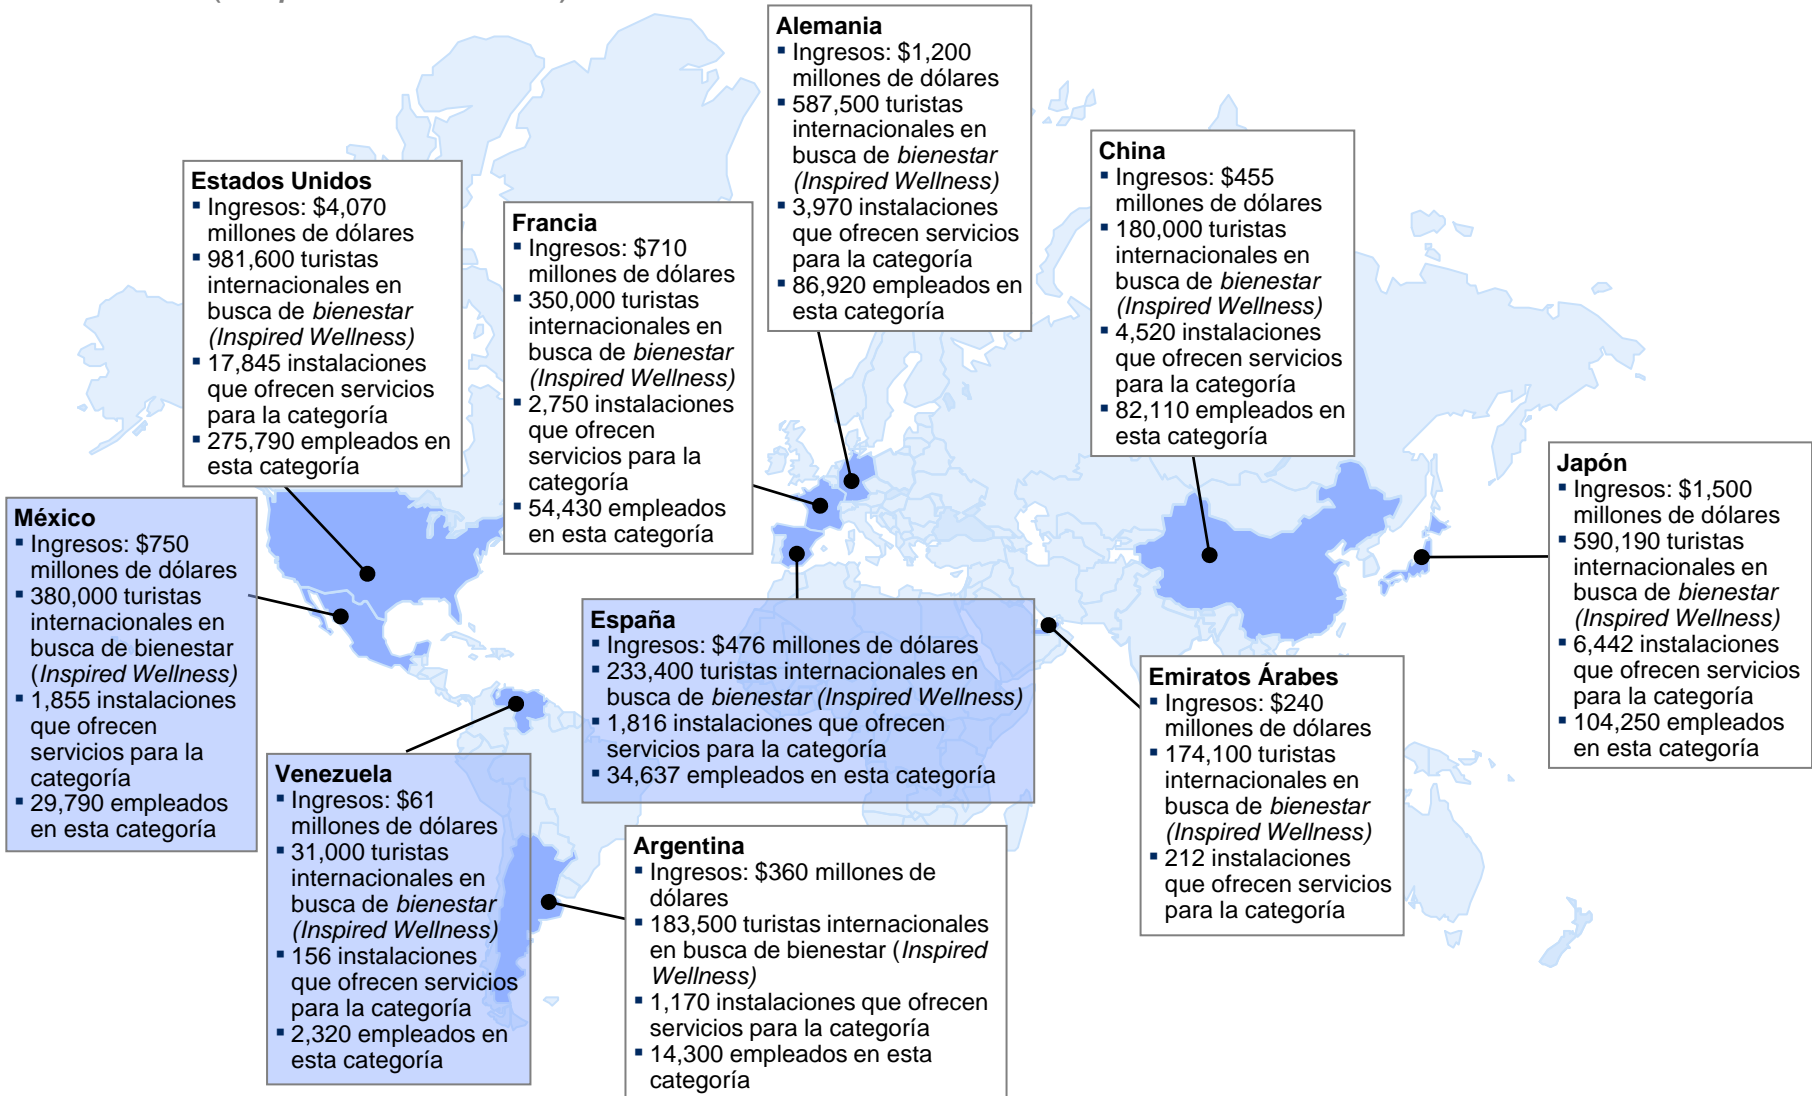 Alemania
▪ Ingresos: $1,200
millones de dólares
▪ 587,500 turistas
internacionales en
busca de bienestar
(Inspired Wellness)
▪ 3,970 instalaciones
que ofrecen servicios
para la categoría
▪ 86,920 empleados en
esta categoría
China
▪ Ingresos: $455
millones de dólares
▪ 180,000 turistas
internacionales en
busca de bienestar
(Inspired Wellness)
▪ 4,520 instalaciones
que ofrecen servicios
para la categoría
▪ 82,110 empleados en
esta categoría
Estados Unidos
▪ Ingresos: $4,070
millones de dólares
▪ 981,600 turistas
internacionales en
busca de bienestar
(Inspired Wellness)
▪ 17,845 instalaciones
que ofrecen servicios
para la categoría
▪ 275,790 empleados en
esta categoría
Francia
▪ Ingresos: $710
millones de dólares
▪ 350,000 turistas
internacionales en
busca de bienestar
(Inspired Wellness)
▪ 2,750 instalaciones
que ofrecen
servicios para la
categoría
▪ 54,430 empleados
en esta categoría
Japón
▪ Ingresos: $1,500
millones de dólares
▪ 590,190 turistas
internacionales en
busca de bienestar
(Inspired Wellness)
▪ 6,442 instalaciones
que ofrecen servicios
para la categoría
▪ 104,250 empleados
en esta categoría
México
▪ Ingresos: $750
millones de dólares
▪ 380,000 turistas
internacionales en
busca de bienestar
(Inspired Wellness)
▪ 1,855 instalaciones
que ofrecen
servicios para la
categoría
▪ 29,790 empleados
en esta categoría
España
▪ Ingresos: $476 millones de dólares
▪ 233,400 turistas internacionales en
busca de bienestar (Inspired Wellness)
▪ 1,816 instalaciones que ofrecen
servicios para la categoría
▪ 34,637 empleados en esta categoría
Emiratos Árabes
▪ Ingresos: $240
millones de dólares
▪ 174,100 turistas
internacionales en
busca de bienestar
(Inspired Wellness)
▪ 212 instalaciones
que ofrecen servicios
para la categoría
Venezuela
▪ Ingresos: $61
millones de dólares
▪ 31,000 turistas
internacionales en
busca de bienestar
(Inspired Wellness)
▪ 156 instalaciones
que ofrecen servicios
para la categoría
▪ 2,320 empleados en
esta categoría
Argentina
▪ Ingresos: $360 millones de
dólares
▪ 183,500 turistas internacionales
en busca de bienestar (Inspired
Wellness)
▪ 1,170 instalaciones que ofrecen
servicios para la categoría
▪ 14,300 empleados en esta
categoría